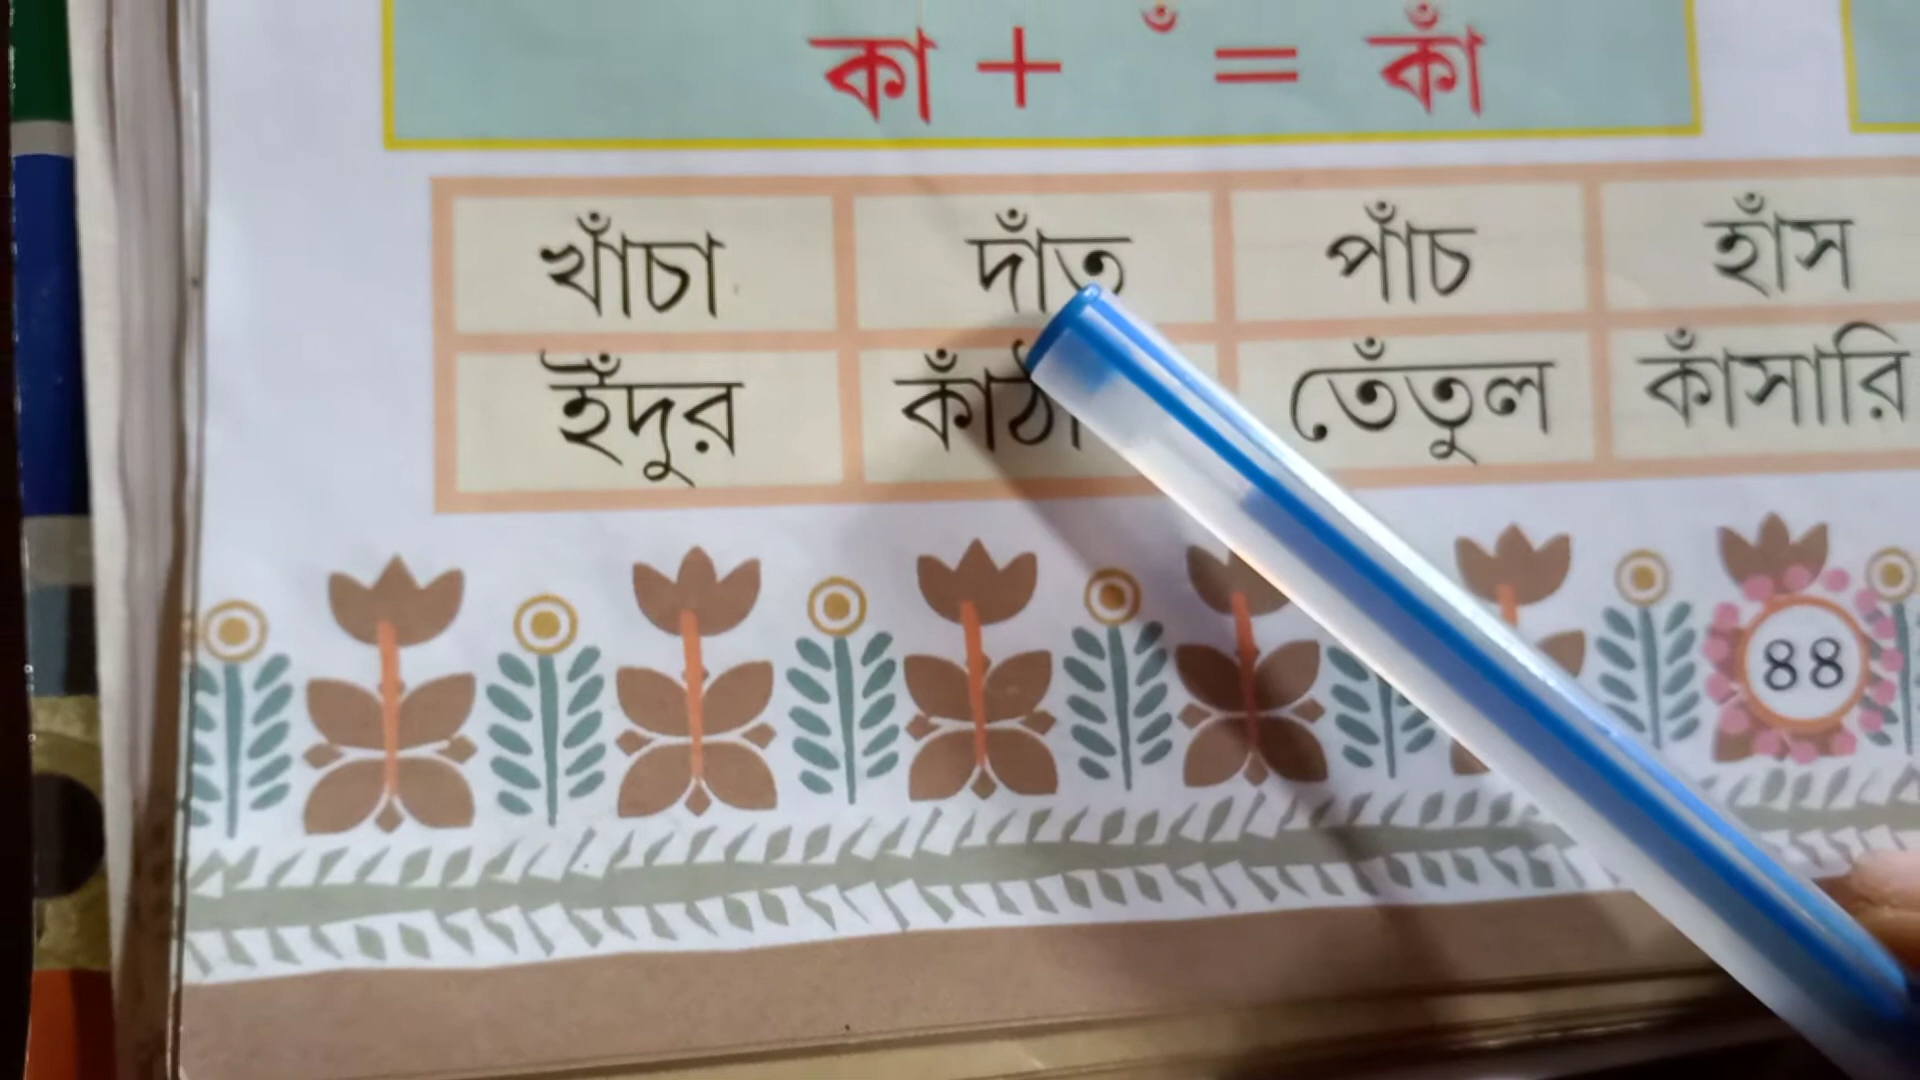 কা + ঁ = কাঁ
খাঁচা দাঁত পাঁচ হাঁস
ইঁদুর তেঁতুল কাঁসারি
৪৪